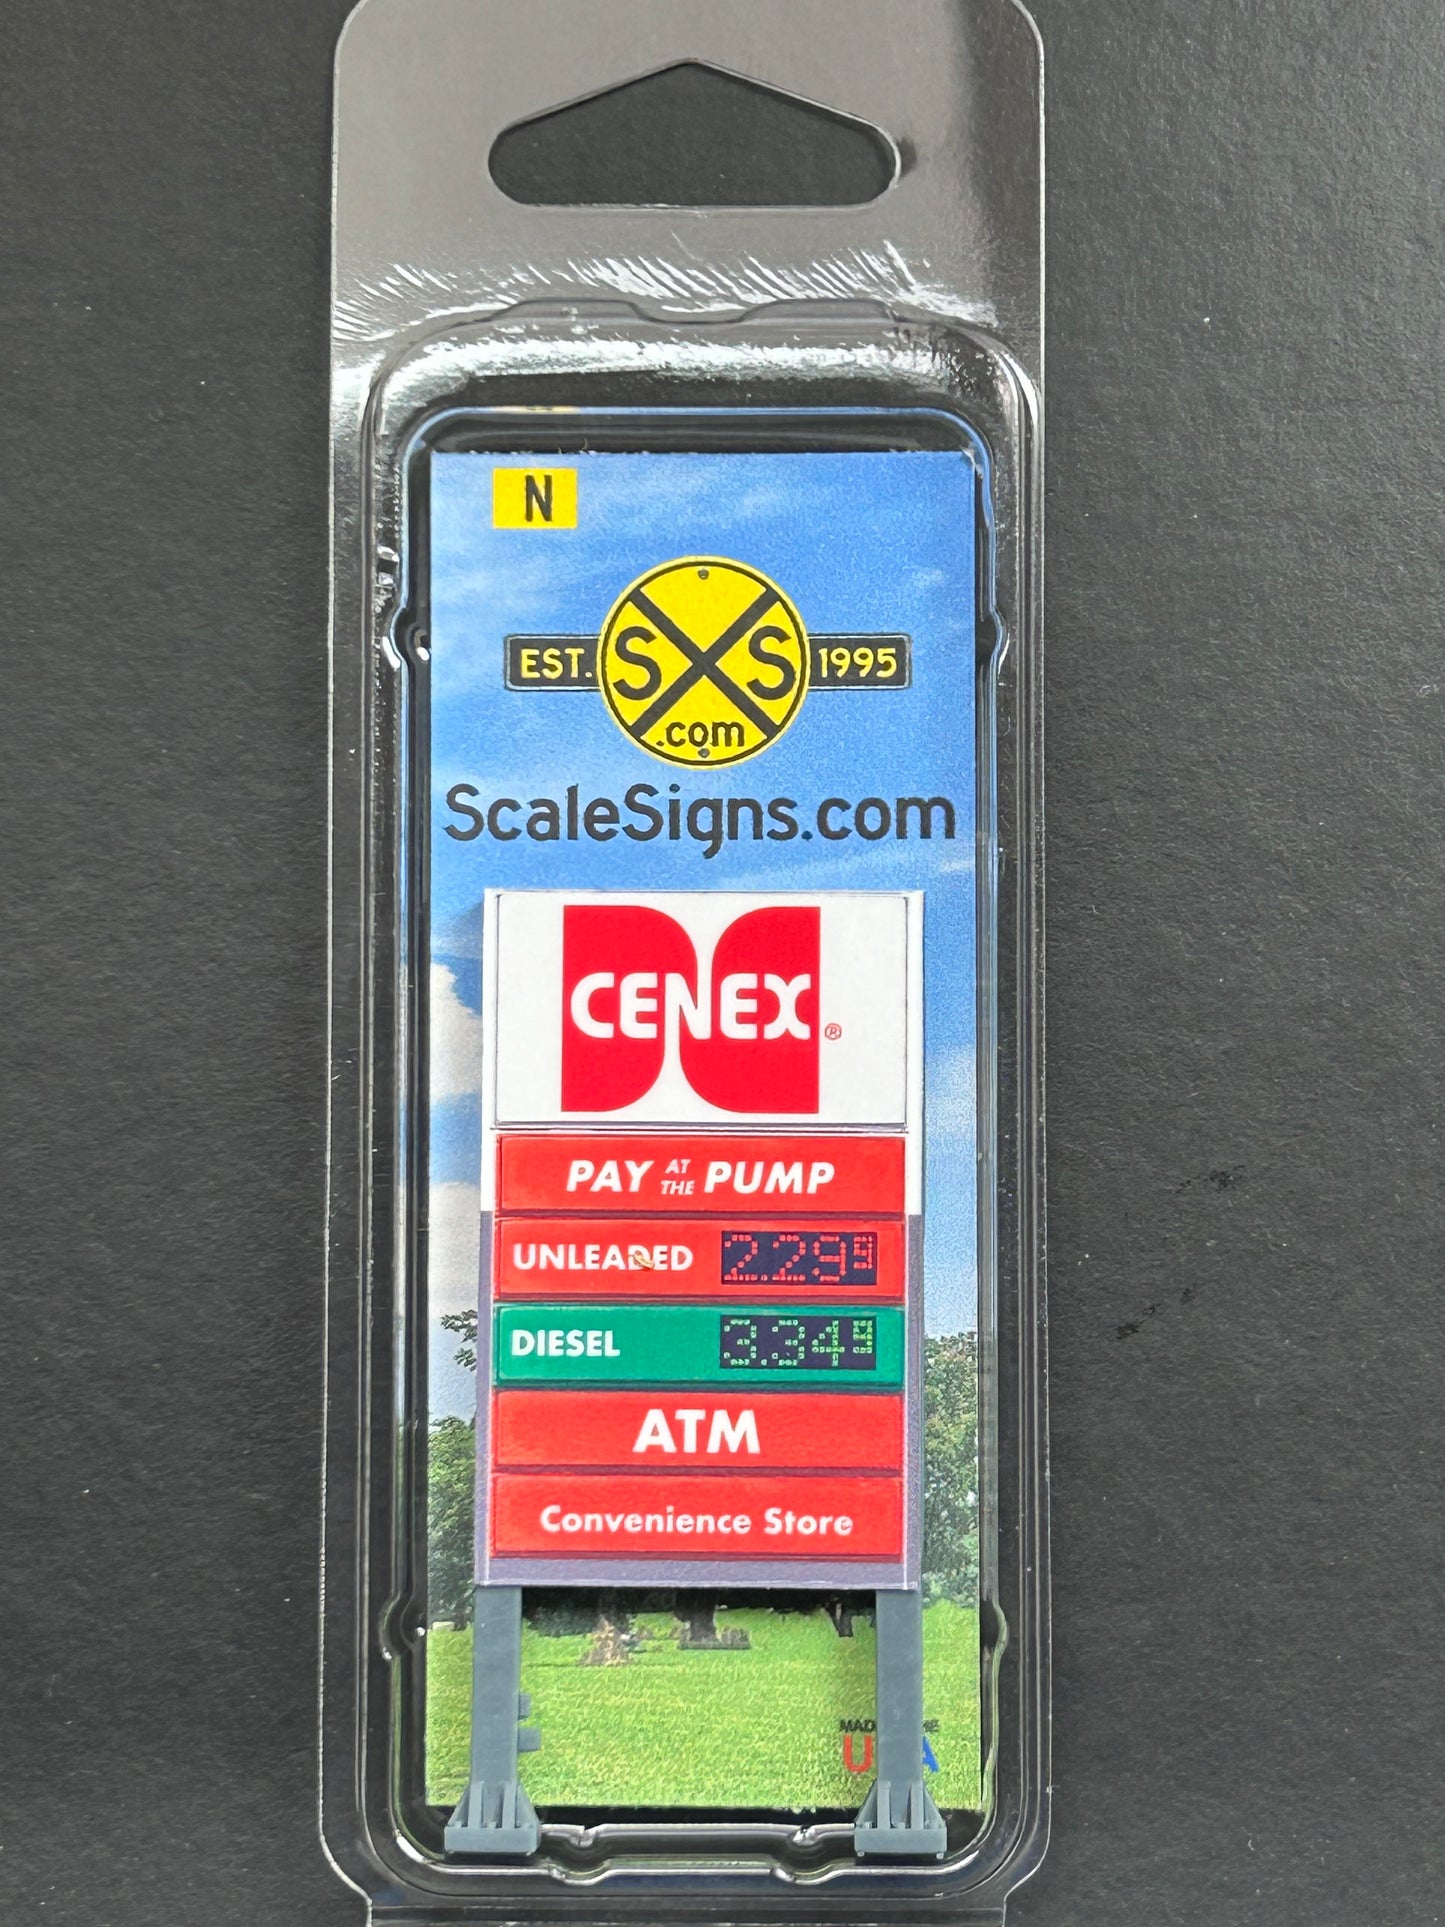 N
EST. SXS 1995
.com
ScaleSigns.com
CENEX®
PAY AT THE PUMP
UNLEADED 2.29⁹
DIESEL 3.34⁹
ATM
Convenience Store